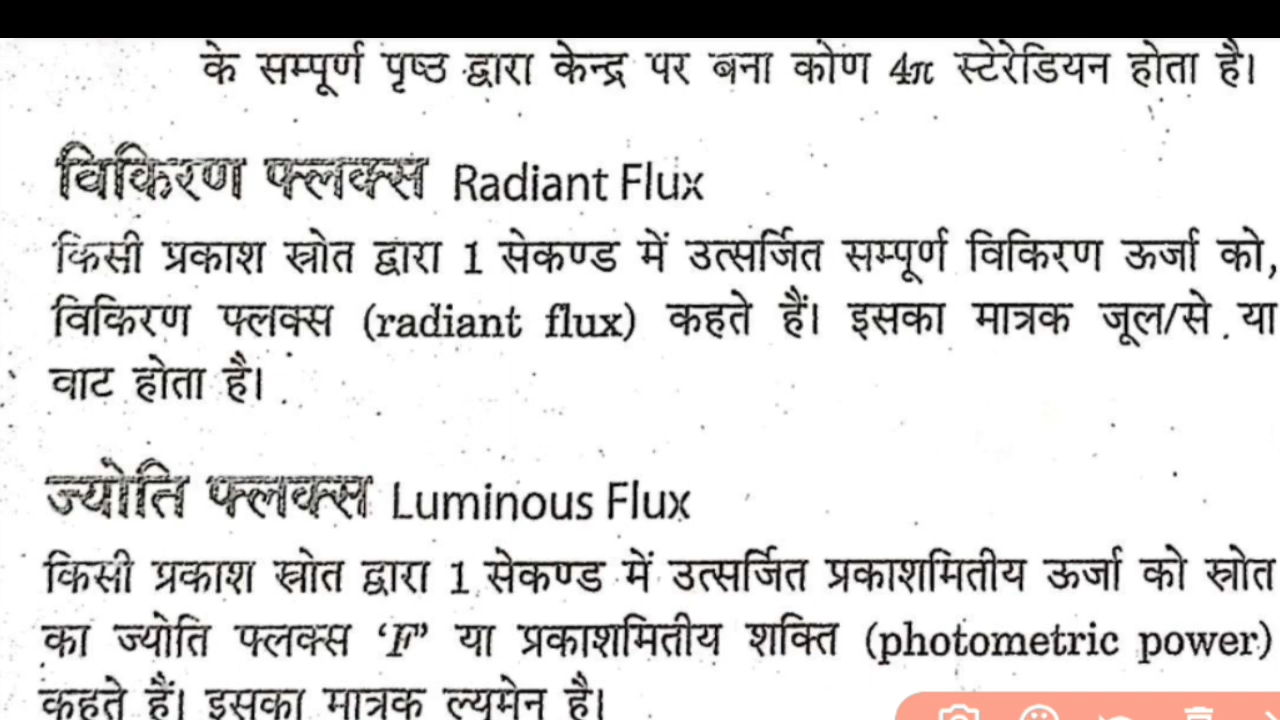 के सम्पूर्ण पृष्ठ द्वारा केन्द्र पर बना कोण 4π स्टेरेडियन होता है।
विकिरण फ्लक्स Radiant Flux
किसी प्रकाश स्रोत द्वारा 1 सेकण्ड में उत्सर्जित सम्पूर्ण विकिरण ऊर्जा को,
विकिरण फ्लक्स (radiant flux) कहते हैं। इसका मात्रक जूल/से या
वाट होता है।
ज्योति फ्लक्स Luminous Flux
किसी प्रकाश स्रोत द्वारा 1 सेकण्ड में उत्सर्जित प्रकाशमितीय ऊर्जा को स्रोत
का ज्योति फ्लक्स ‘F’ या प्रकाशमितीय शक्ति (photometric power)
कहते हैं। इसका मात्रक ल्यूमेन है।